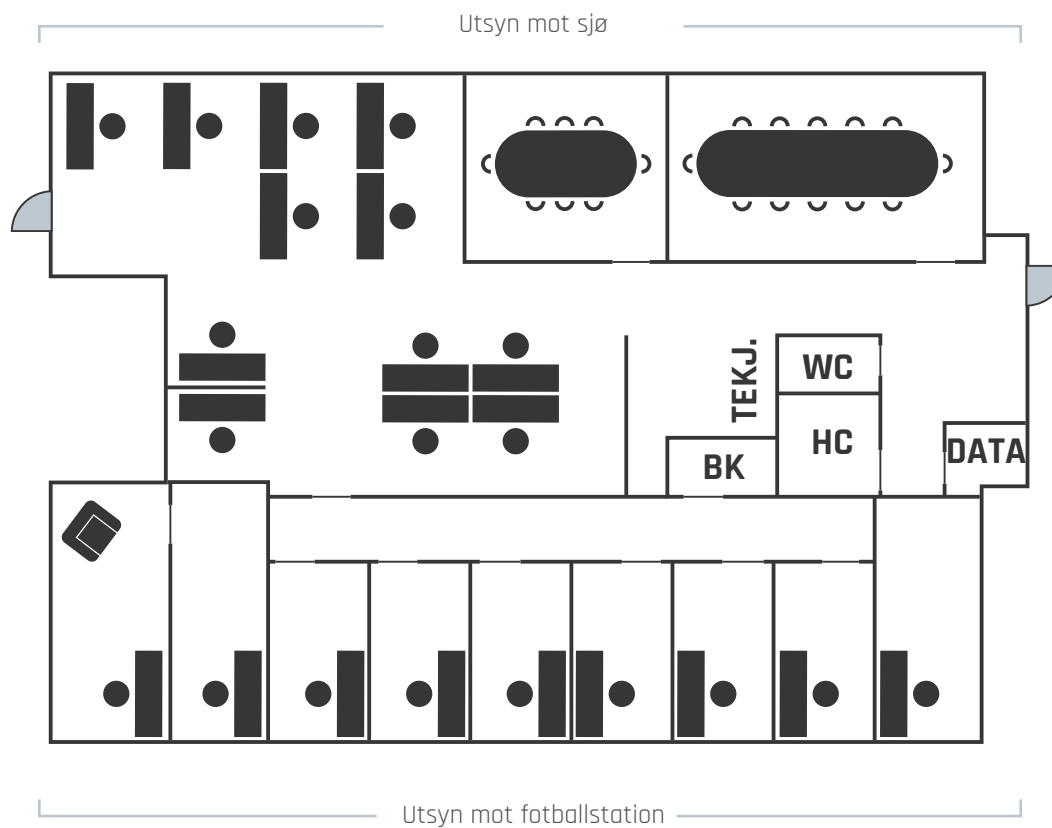 Utsyn mot sjø
TEKJ.
WC
HC
BK
DATA
Utsyn mot fotballstation